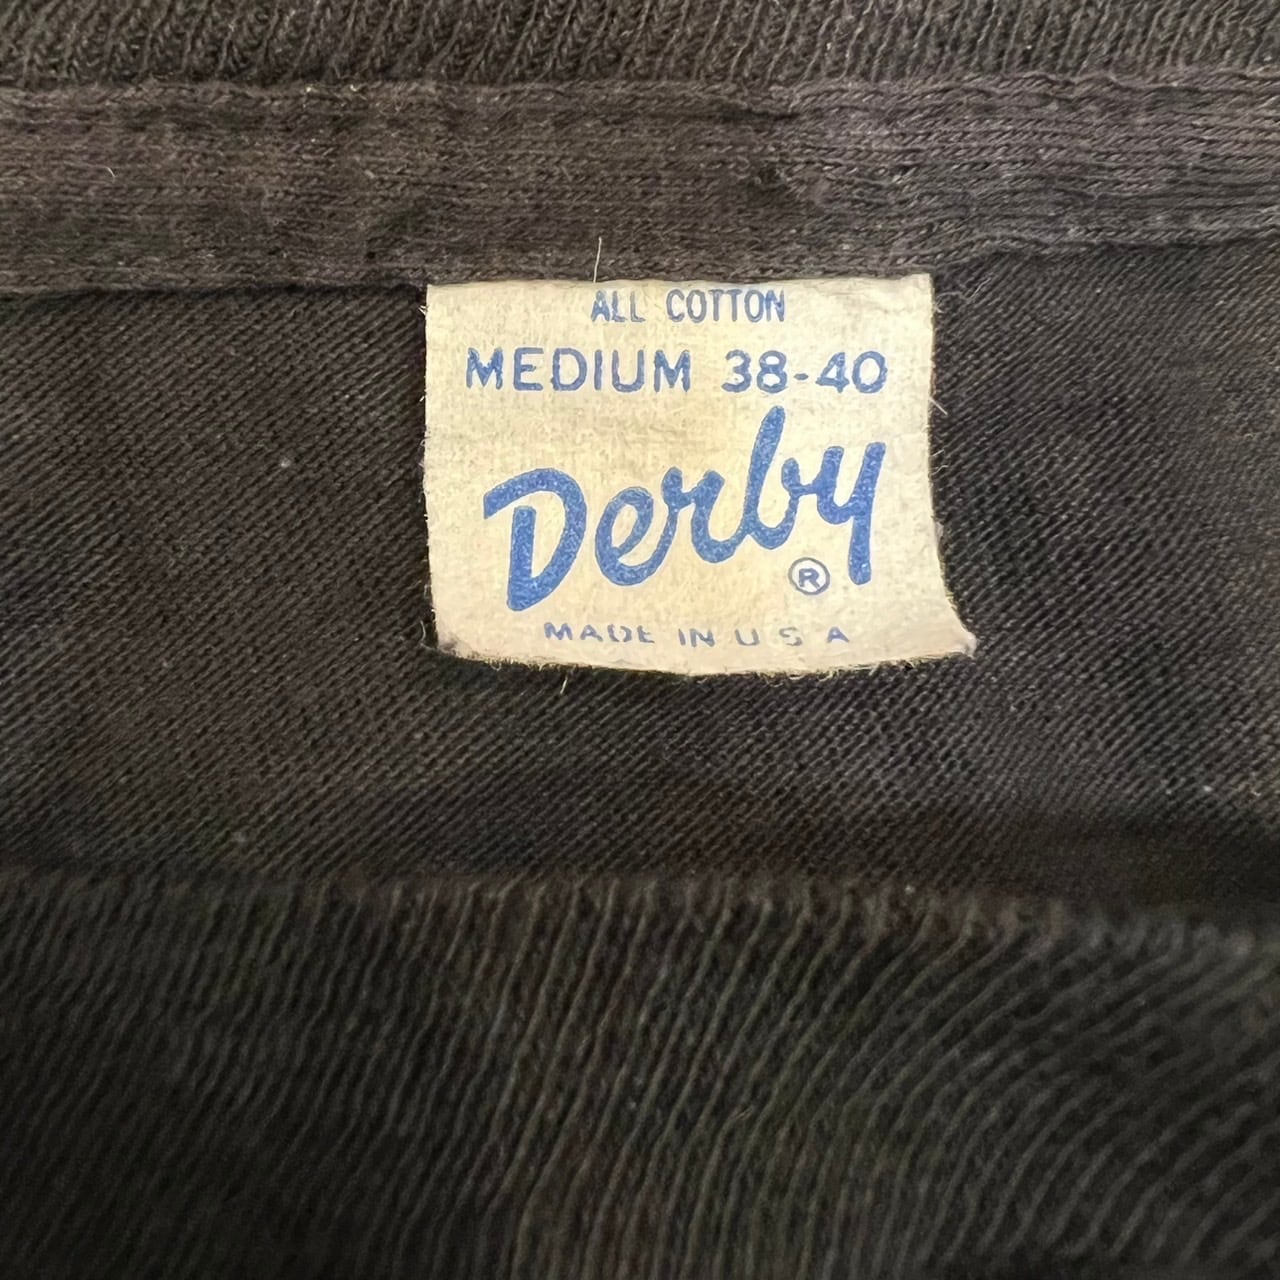 ALL COTTON
MEDIUM 38-40
Derby
®
MADE IN U S A